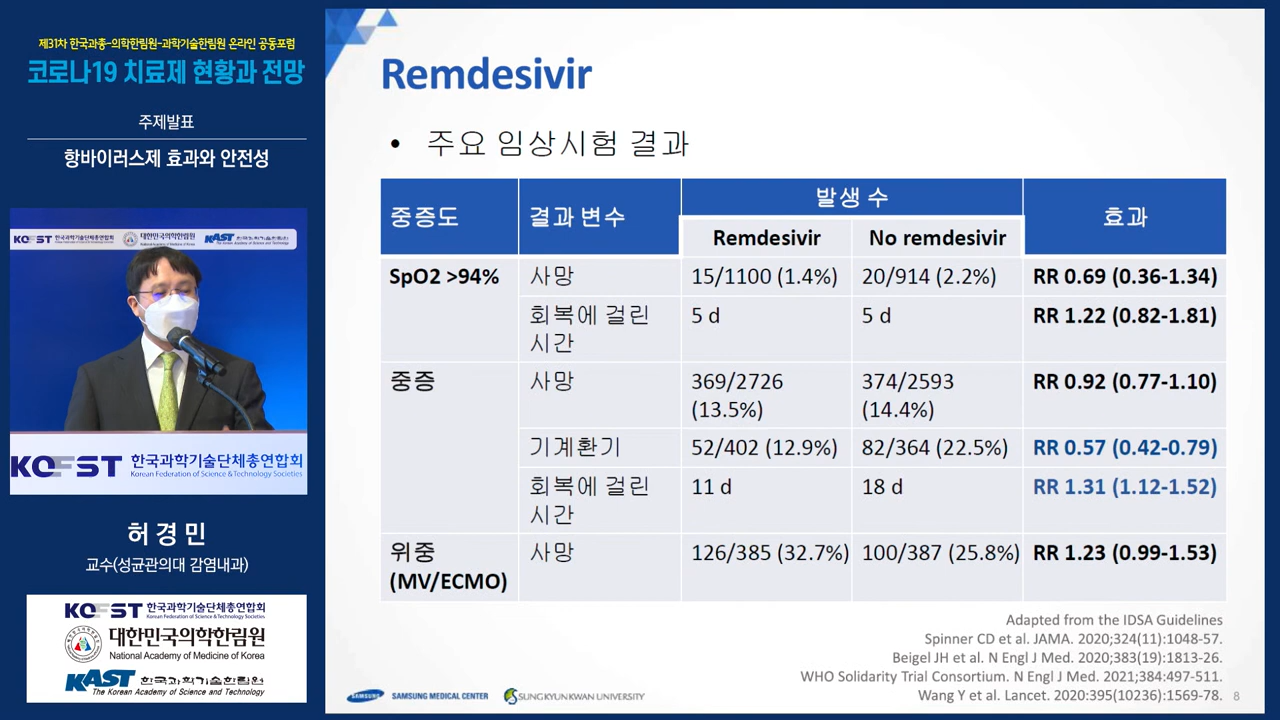 제31차 한국과총-의학한림원-과학기술한림원 온라인 공동포럼
코로나19 치료제 현황과 전망
주제발표
항바이러스제 효과와 안전성
KOFST 한국과학기술단체총연합회
대한민국의학한림원
National Academy of Medicine of Korea
KAST 한국과학기술한림원
The Korean Academy of Science and Technology
KOFST 한국과학기술단체총연합회
Korean Federation of Science & Technology Societies
허경민
교수(성균관의대 감염내과)
KOFST 한국과학기술단체총연합회
Korean Federation of Science & Technology Societies
대한민국의학한림원
National Academy of Medicine of Korea
KAST 한국과학기술한림원
The Korean Academy of Science and Technology
Remdesivir
• 주요 임상시험 결과
중증도 결과 변수 발생 수 효과
Remdesivir No remdesivir
SpO2 >94% 사망 15/1100 (1.4%) 20/914 (2.2%) RR 0.69 (0.36-1.34)
회복에 걸린 5 d 5 d RR 1.22 (0.82-1.81)
시간
중증 사망 369/2726 374/2593 RR 0.92 (0.77-1.10)
(13.5%) (14.4%)
기계환기 52/402 (12.9%) 82/364 (22.5%) RR 0.57 (0.42-0.79)
회복에 걸린 11 d 18 d RR 1.31 (1.12-1.52)
시간
위중 사망 126/385 (32.7%) 100/387 (25.8%) RR 1.23 (0.99-1.53)
(MV/ECMO)
Adapted from the IDSA Guidelines
Spinner CD et al. JAMA. 2020;324(11):1048-57.
Beigel JH et al. N Engl J Med. 2020;383(19):1813-26.
WHO Solidarity Trial Consortium. N Engl J Med. 2021;384:497-511.
Wang Y et al. Lancet. 2020:395(10236):1569-78.
SAMSUNG SAMSUNG MEDICAL CENTER SUNGKYUNKWAN UNIVERSITY 8